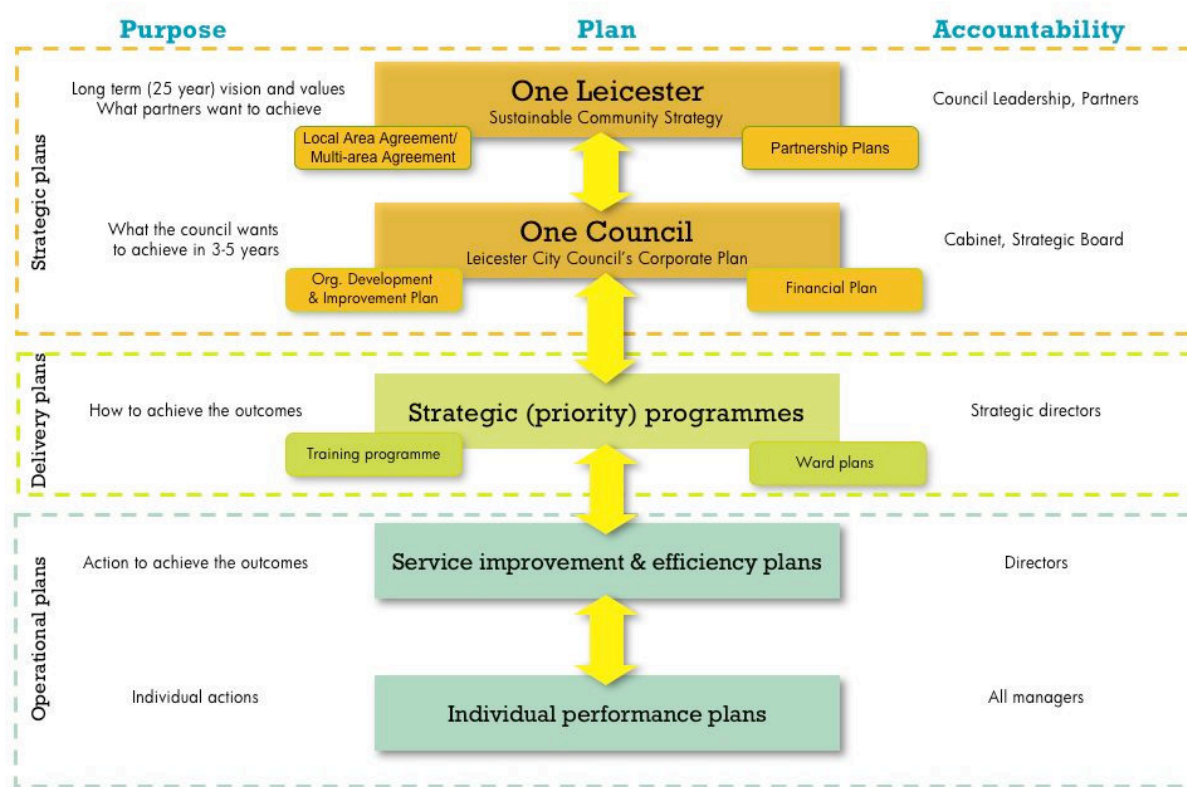 Purpose
Plan
Accountability
Strategic plans
Long term (25 year) vision and values
What partners want to achieve
One Leicester
Sustainable Community Strategy
Local Area Agreement/
Multi-area Agreement
Partnership Plans
Council Leadership, Partners
What the council wants
to achieve in 3-5 years
One Council
Leicester City Council's Corporate Plan
Org. Development
& Improvement Plan
Financial Plan
Cabinet, Strategic Board
Delivery plans
How to achieve the outcomes
Strategic (priority) programmes
Training programme
Ward plans
Strategic directors
Operational plans
Action to achieve the outcomes
Service improvement & efficiency plans
Directors
Individual actions
Individual performance plans
All managers